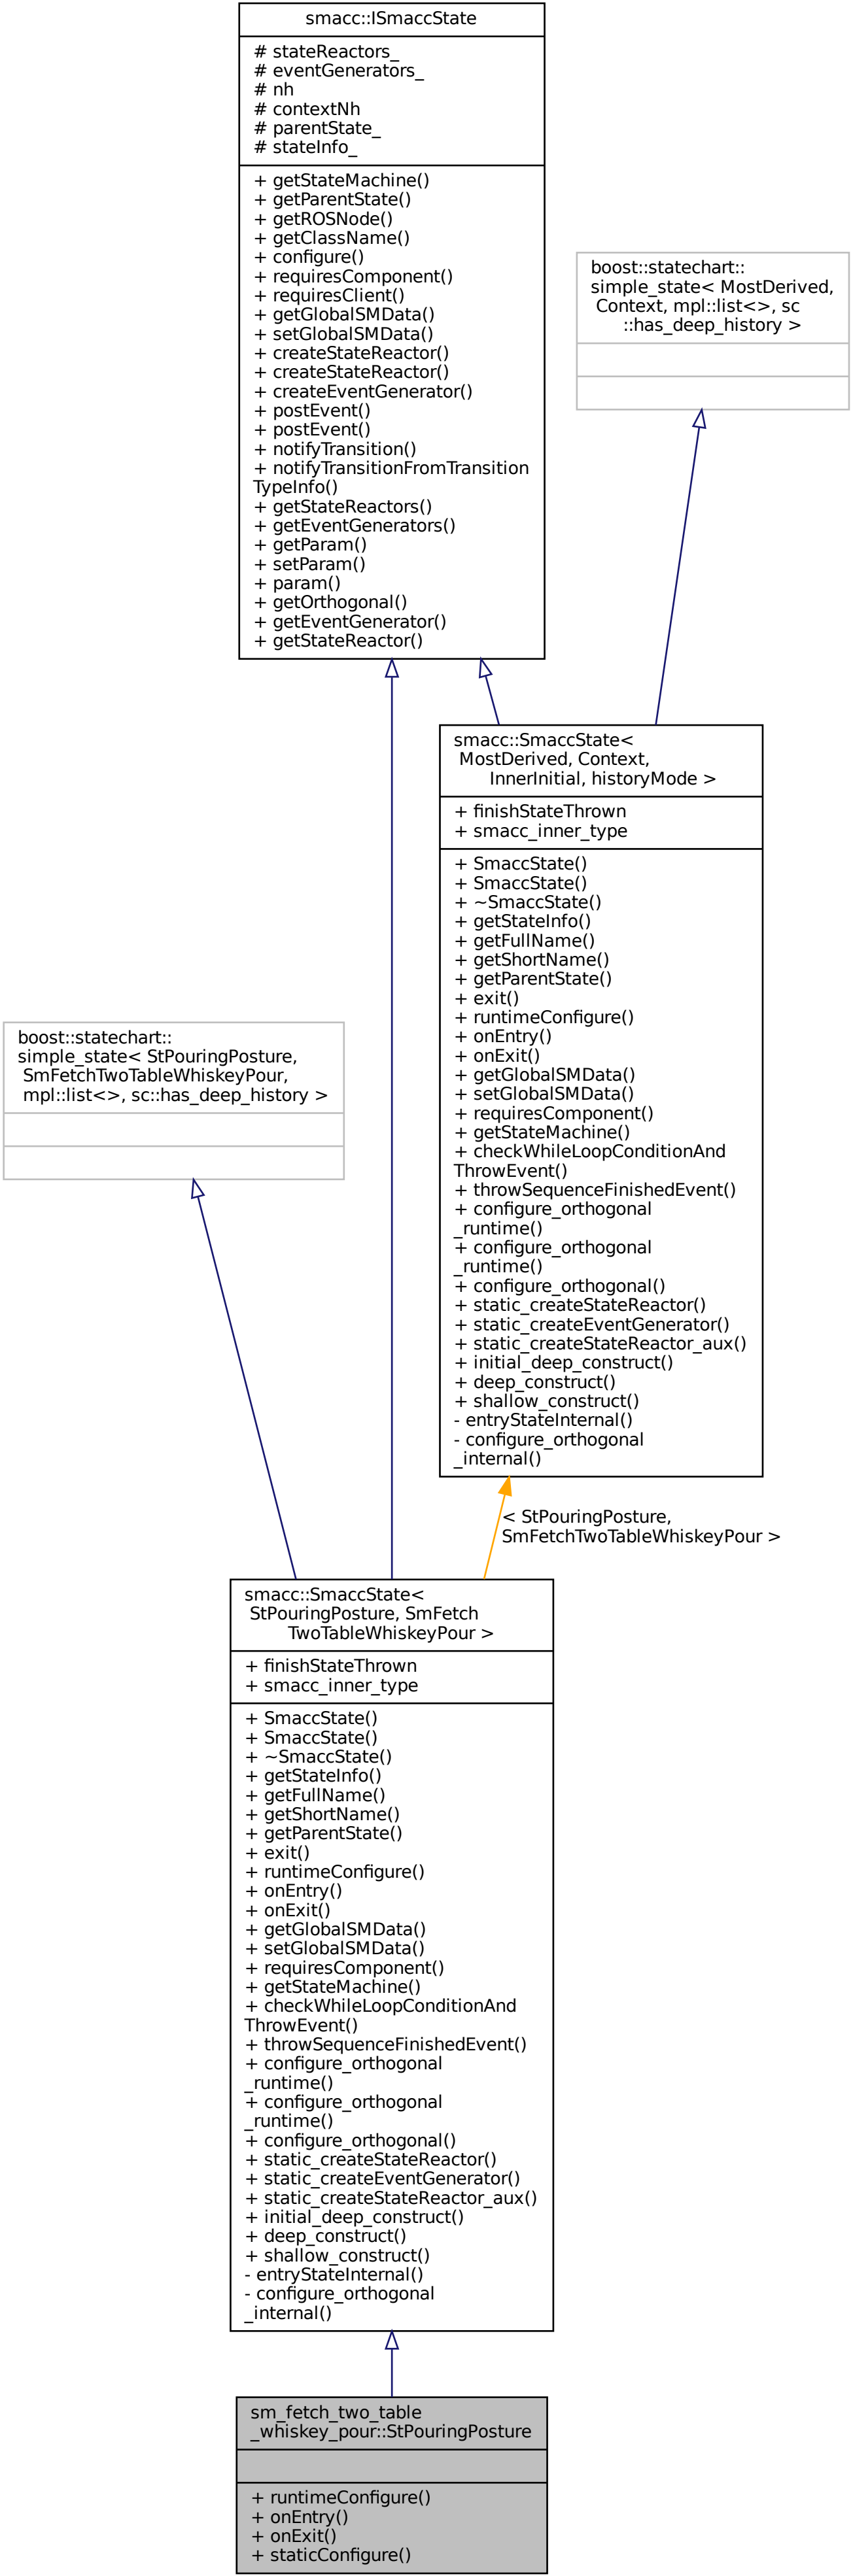 smacc::ISmaccState
# stateReactors_
# eventGenerators_
# nh
# contextNh
# parentState_
# stateInfo_
+ getStateMachine()
+ getParentState()
+ getROSNode()
+ getClassName()
+ configure()
+ requiresComponent()
+ requiresClient()
+ getGlobalSMData()
+ setGlobalSMData()
+ createStateReactor()
+ createStateReactor()
+ createEventGenerator()
+ postEvent()
+ postEvent()
+ notifyTransition()
+ notifyTransitionFromTransition
TypeInfo()
+ getStateReactors()
+ getEventGenerators()
+ getParam()
+ setParam()
+ param()
+ getOrthogonal()
+ getEventGenerator()
+ getStateReactor()
boost::statechart::
simple_state< MostDerived,
Context, mpl::list<>, sc
::has_deep_history >
smacc::SmaccState<
MostDerived, Context,
InnerInitial, historyMode >
+ finishStateThrown
+ smacc_inner_type
+ SmaccState()
+ SmaccState()
+ ~SmaccState()
+ getStateInfo()
+ getFullName()
+ getShortName()
+ getParentState()
+ exit()
+ runtimeConfigure()
+ onEntry()
+ onExit()
+ getGlobalSMData()
+ setGlobalSMData()
+ requiresComponent()
+ getStateMachine()
+ checkWhileLoopConditionAnd
ThrowEvent()
+ throwSequenceFinishedEvent()
+ configure_orthogonal
_runtime()
+ configure_orthogonal
_runtime()
+ configure_orthogonal()
+ static_createStateReactor()
+ static_createEventGenerator()
+ static_createStateReactor_aux()
+ initial_deep_construct()
+ deep_construct()
+ shallow_construct()
- entryStateInternal()
- configure_orthogonal
_internal()
boost::statechart::
simple_state< StPouringPosture,
SmFetchTwoTableWhiskeyPour,
mpl::list<>, sc::has_deep_history >
< StPouringPosture,
SmFetchTwoTableWhiskeyPour >
smacc::SmaccState<
StPouringPosture, SmFetch
TwoTableWhiskeyPour >
+ finishStateThrown
+ smacc_inner_type
+ SmaccState()
+ SmaccState()
+ ~SmaccState()
+ getStateInfo()
+ getFullName()
+ getShortName()
+ getParentState()
+ exit()
+ runtimeConfigure()
+ onEntry()
+ onExit()
+ getGlobalSMData()
+ setGlobalSMData()
+ requiresComponent()
+ getStateMachine()
+ checkWhileLoopConditionAnd
ThrowEvent()
+ throwSequenceFinishedEvent()
+ configure_orthogonal
_runtime()
+ configure_orthogonal
_runtime()
+ configure_orthogonal()
+ static_createStateReactor()
+ static_createEventGenerator()
+ static_createStateReactor_aux()
+ initial_deep_construct()
+ deep_construct()
+ shallow_construct()
- entryStateInternal()
- configure_orthogonal
_internal()
sm_fetch_two_table
_whiskey_pour::StPouringPosture
+ runtimeConfigure()
+ onEntry()
+ onExit()
+ staticConfigure()